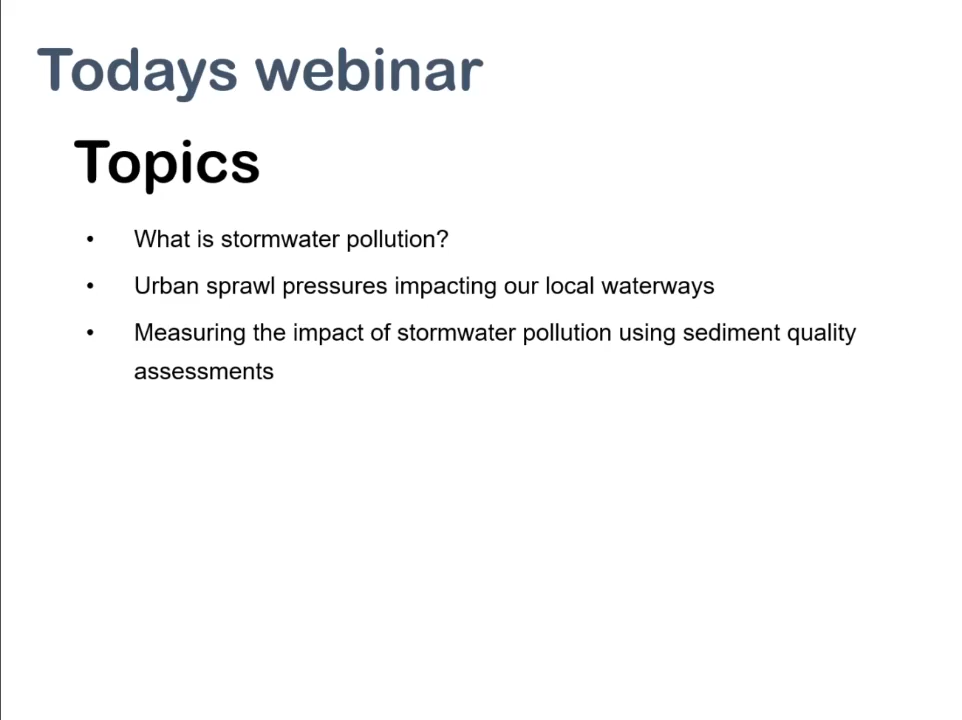 Todays webinar
Topics
• What is stormwater pollution?
• Urban sprawl pressures impacting our local waterways
• Measuring the impact of stormwater pollution using sediment quality
assessments